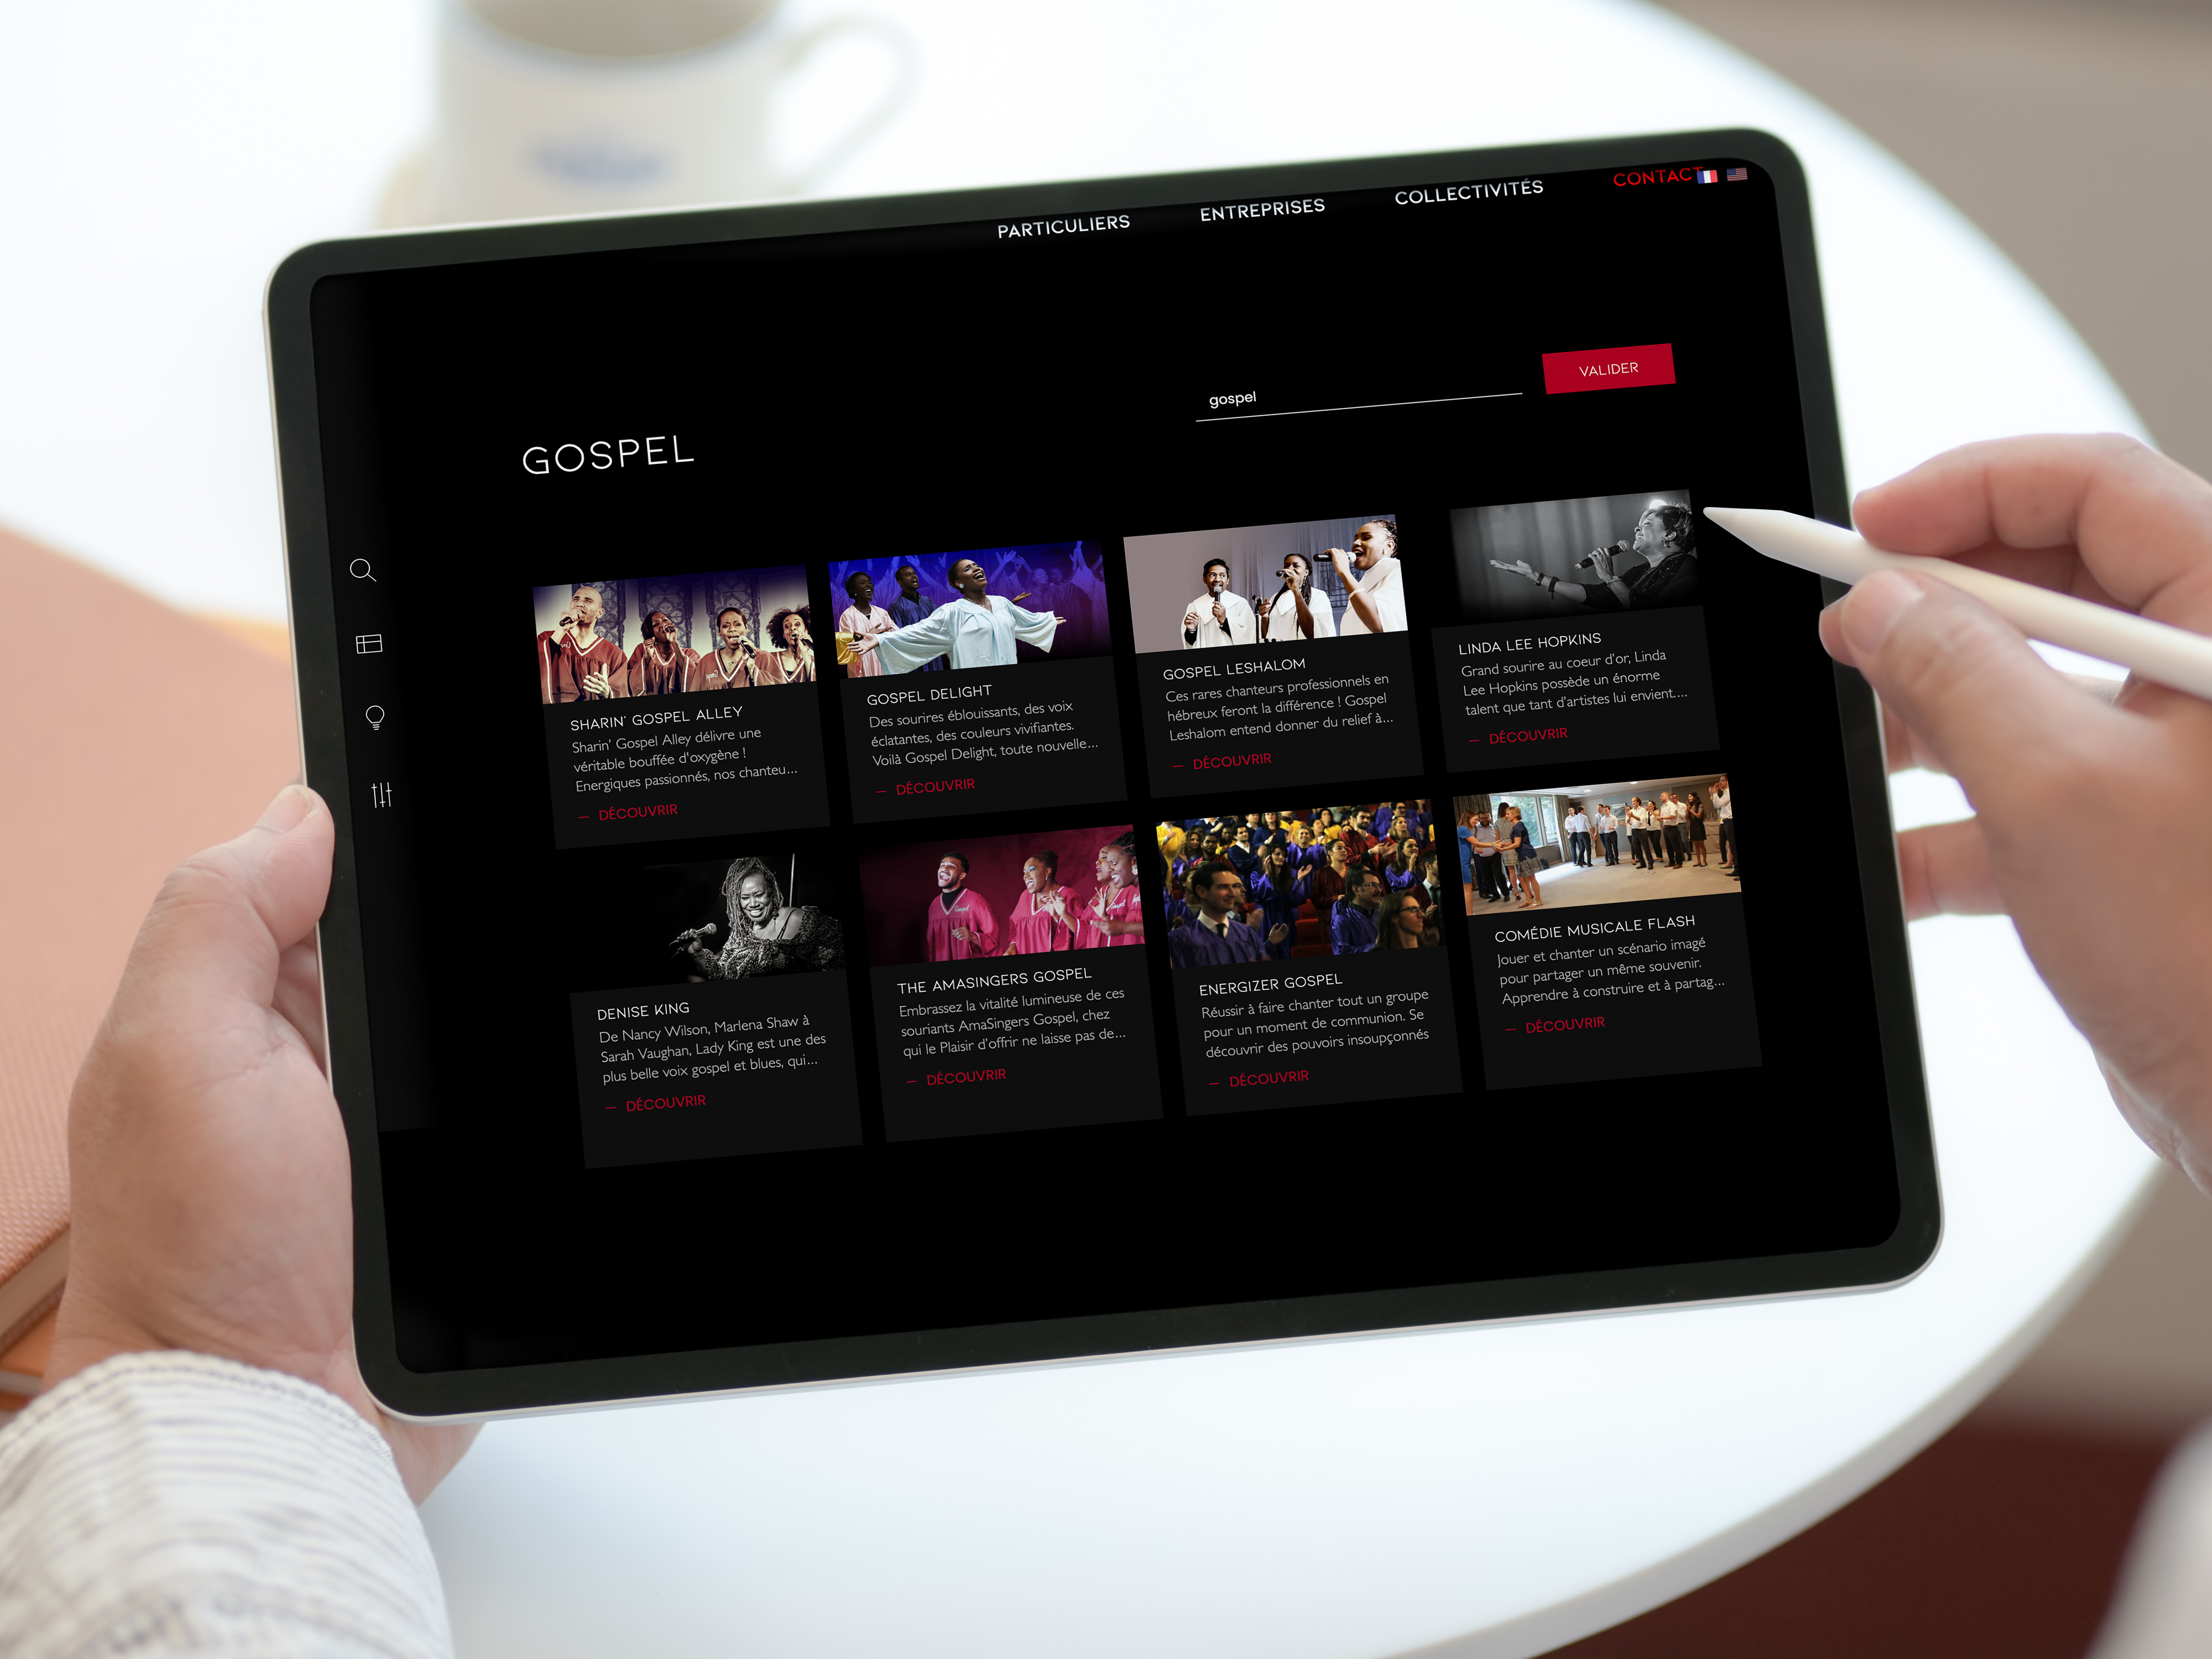 PARTICULIERS
ENTREPRISES
COLLECTIVITÉS
CONTACT
gospel
VALIDER
GOSPEL
SHARIN' GOSPEL ALLEY
Sharin' Gospel Alley délivre une
véritable bouffée d'oxygène !
Energiques passionnés, nos chanteu...
— DÉCOUVRIR
GOSPEL DELIGHT
Des sourires éblouissants, des voix
éclatantes, des couleurs vivifiantes.
Voilà Gospel Delight, toute nouvelle...
— DÉCOUVRIR
GOSPEL LESHALOM
Ces rares chanteurs professionnels en
hébreux feront la différence ! Gospel
Leshalom entend donner du relief à...
— DÉCOUVRIR
LINDA LEE HOPKINS
Grand sourire au coeur d'or, Linda
Lee Hopkins possède un énorme
talent que tant d'artistes lui envient....
— DÉCOUVRIR
DENISE KING
De Nancy Wilson, Marlena Shaw à
Sarah Vaughan, Lady King est une des
plus belle voix gospel et blues, qui...
— DÉCOUVRIR
THE AMASINGERS GOSPEL
Embrassez la vitalité lumineuse de ces
souriants AmaSingers Gospel, chez
qui le Plaisir d'offrir ne laisse pas de...
— DÉCOUVRIR
ENERGIZER GOSPEL
Réussir à faire chanter tout un groupe
pour un moment de communion. Se
découvrir des pouvoirs insoupçonnés
— DÉCOUVRIR
COMÉDIE MUSICALE FLASH
Jouer et chanter un scénario imagé
pour partager un même souvenir.
Apprendre à construire et à partag...
— DÉCOUVRIR